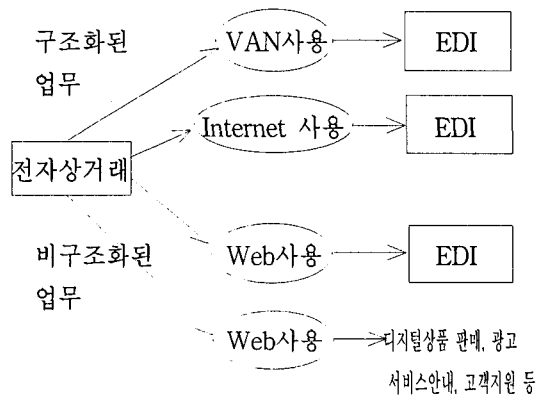 구조화된
업무
VAN사용
EDI
Internet 사용
EDI
전자상거래
비구조화된
업무
Web사용
EDI
Web사용
디지털상품 판매, 광고
서비스안내, 고객지원 등